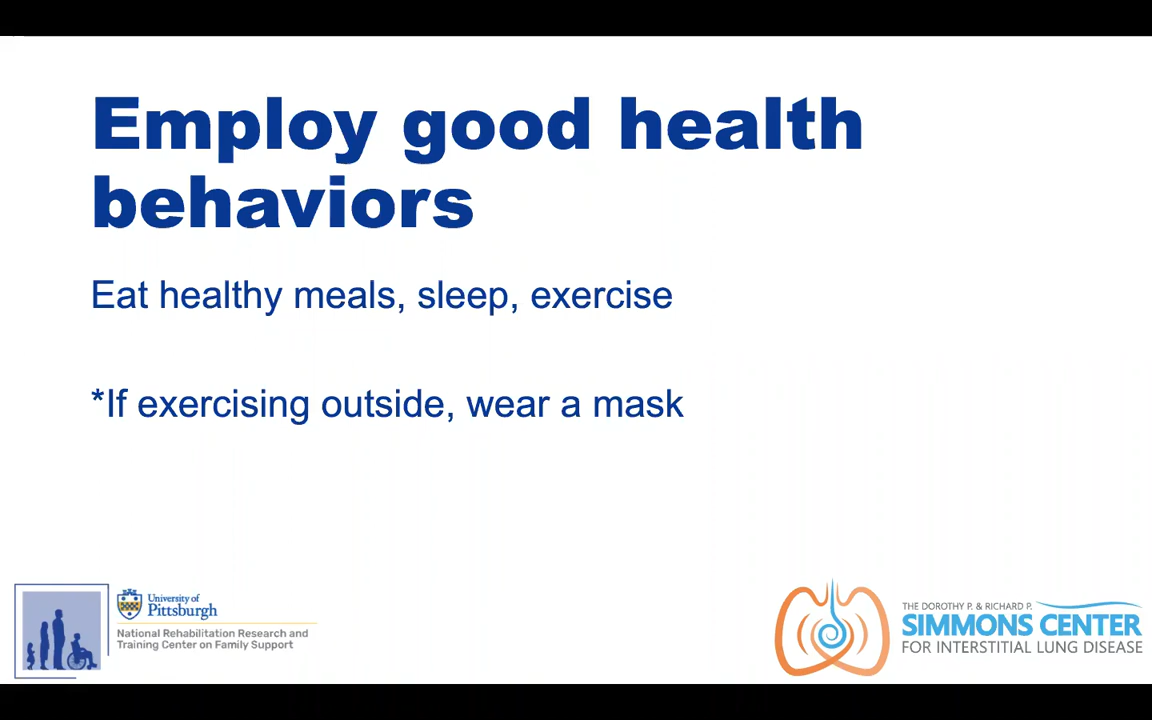 Employ good health
behaviors
Eat healthy meals, sleep, exercise
*If exercising outside, wear a mask
University of
Pittsburgh
National Rehabilitation Research and
Training Center on Family Support
THE DOROTHY P. & RICHARD P.
SIMMONS CENTER
FOR INTERSTITIAL LUNG DISEASE